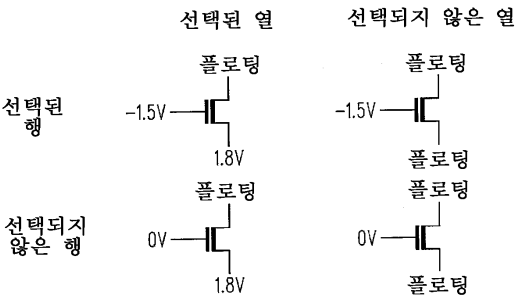 선택된 열 선택되지 않은 열
플로팅 플로팅
선택된 행 -1.5V -1.5V
1.8V 플로팅
플로팅 플로팅
선택되지 않은 행 0V 0V
1.8V 플로팅